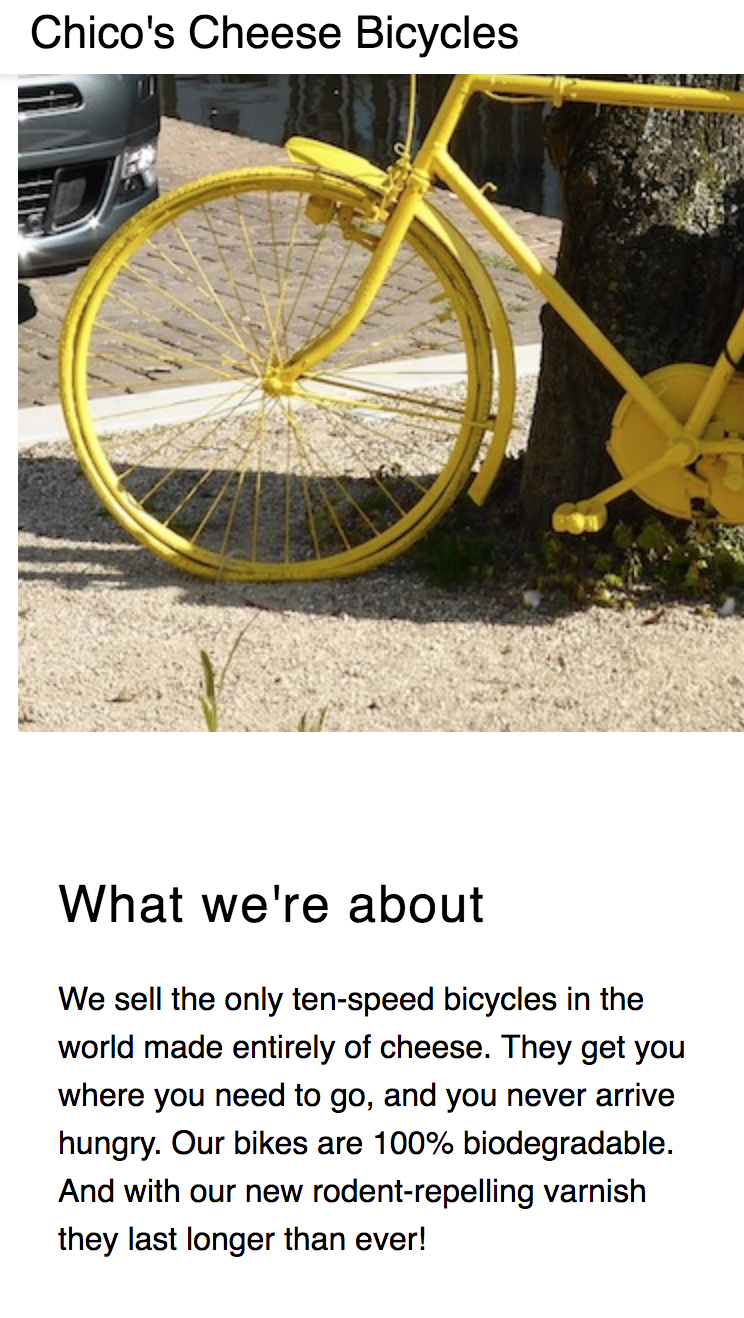 Chico's Cheese Bicycles
What we're about
We sell the only ten-speed bicycles in the
world made entirely of cheese. They get you
where you need to go, and you never arrive
hungry. Our bikes are 100% biodegradable.
And with our new rodent-repelling varnish
they last longer than ever!